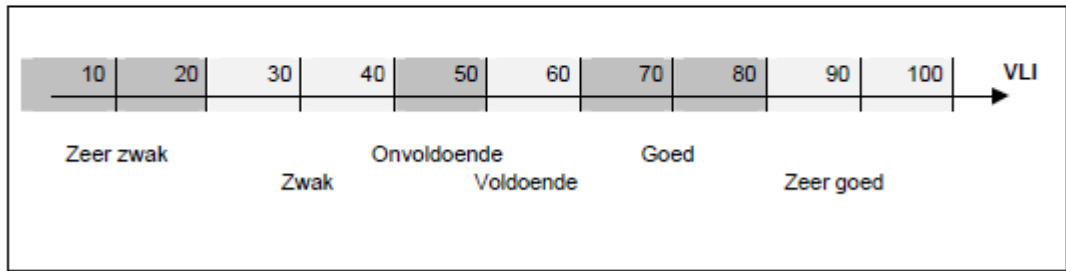 10 20 30 40 50 60 70 80 90 100 VLI
Zeer zwak Onvoldoende Goed
Zwak Voldoende Zeer goed